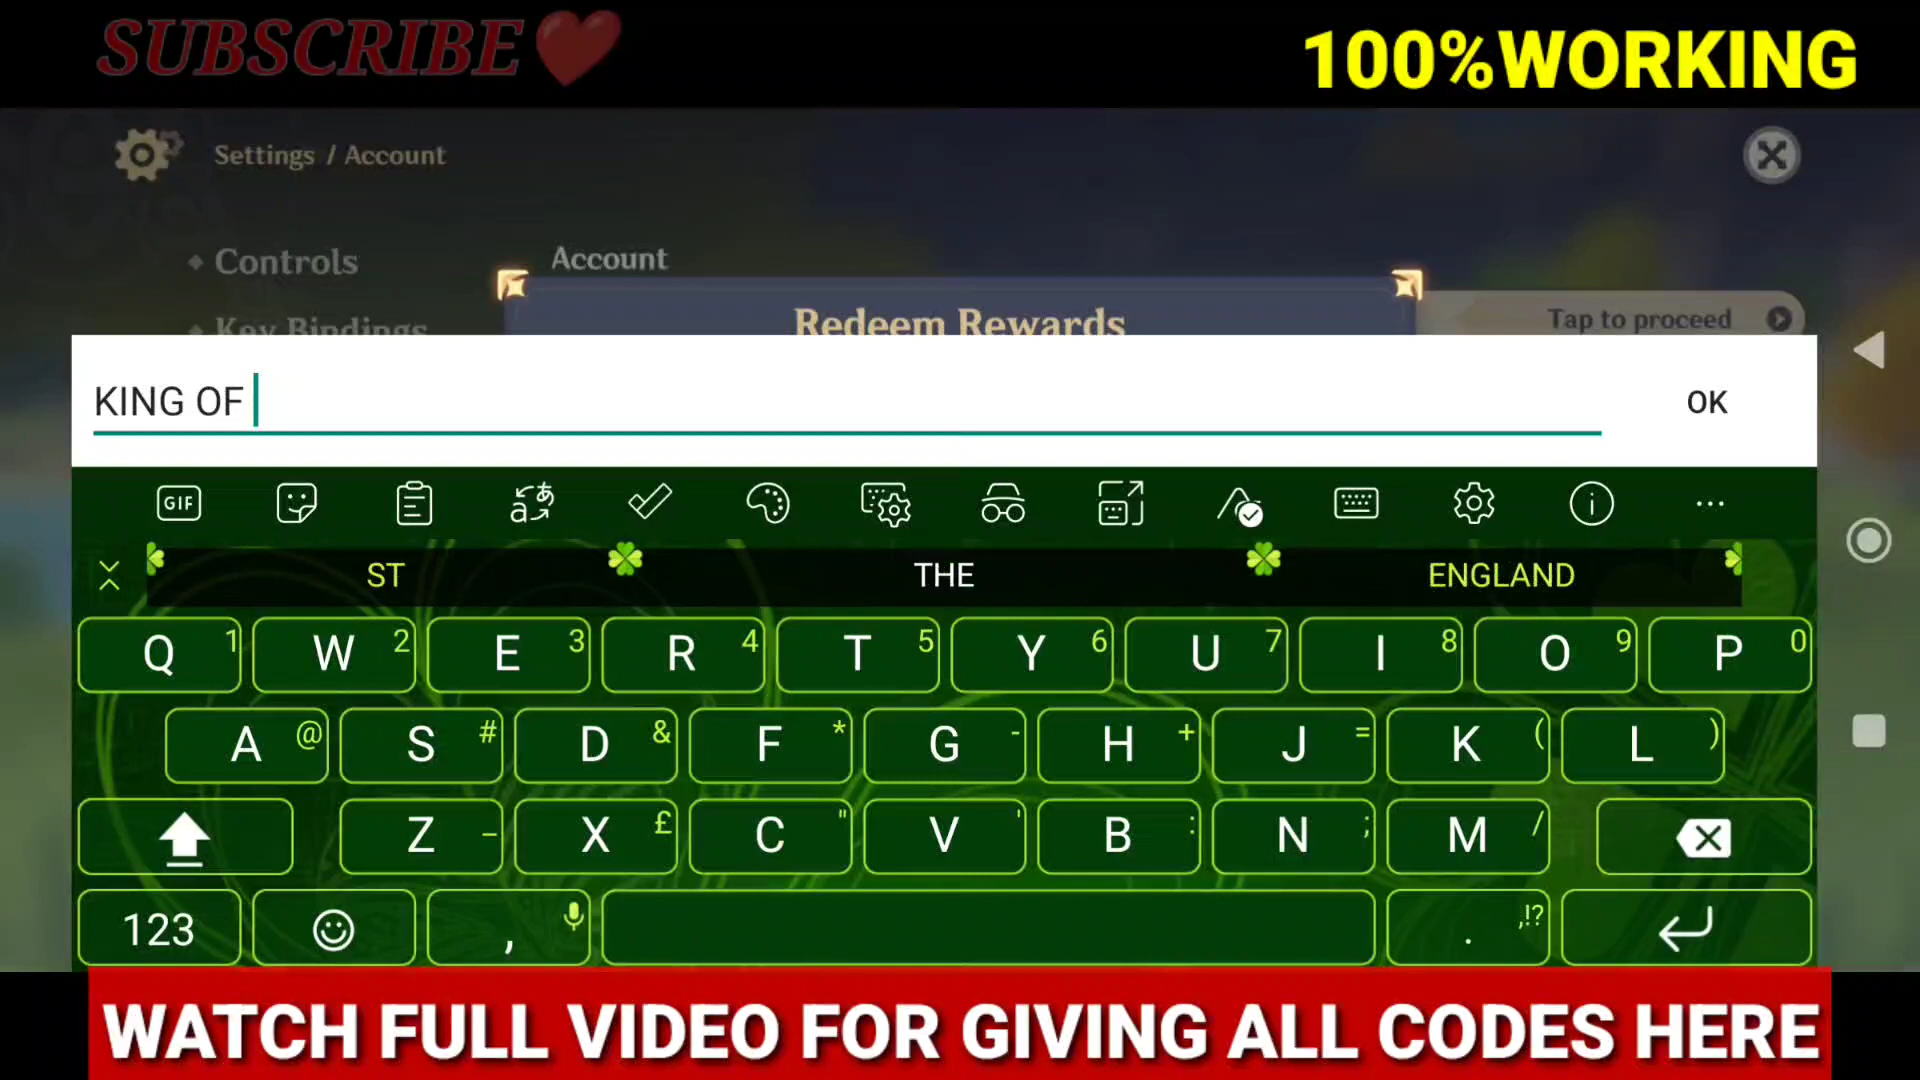 SUBSCRIBE❤️
100%WORKING
Settings / Account
Controls
Account
Key Bindings
Redeem Rewards
Tap to proceed
KING OF
OK
GIF
ST THE ENGLAND
Q 1 W 2 E 3 R 4 T 5 Y 6 U 7 I 8 O 9 P 0
A @ S # D & F * G - H + J = K ( L )
Z _ X £ C " V ' B : N ; M /
123 , . ,!?
WATCH FULL VIDEO FOR GIVING ALL CODES HERE